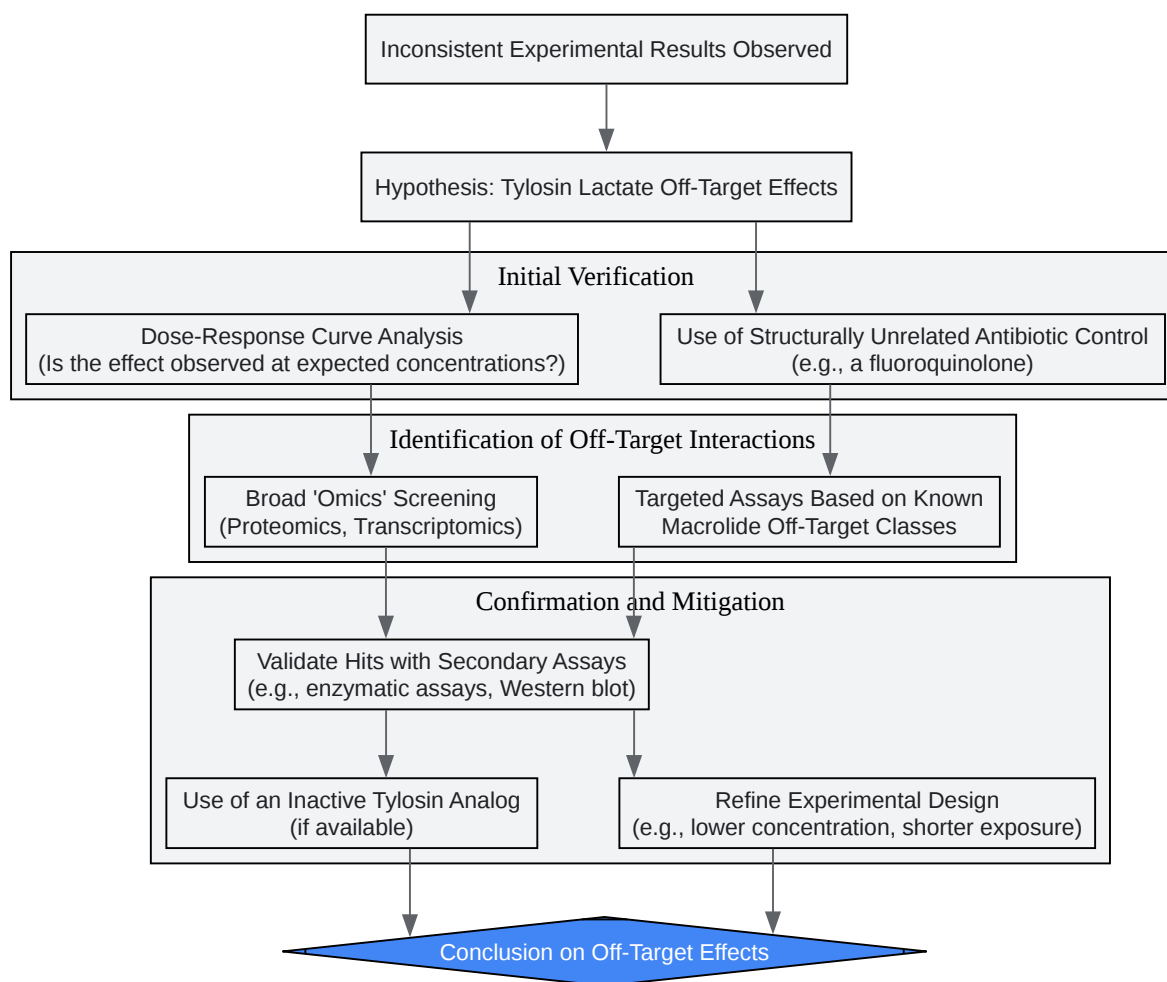 Inconsistent Experimental Results Observed
Hypothesis: Tylosin Lactate Off-Target Effects
Initial Verification
Dose-Response Curve Analysis
(Is the effect observed at expected concentrations?)
Use of Structurally Unrelated Antibiotic Control
(e.g., a fluoroquinolone)
Identification of Off-Target Interactions
Broad 'Omics' Screening
(Proteomics, Transcriptomics)
Targeted Assays Based on Known
Macrolide Off-Target Classes
Confirmation and Mitigation
Validate Hits with Secondary Assays
(e.g., enzymatic assays, Western blot)
Use of an Inactive Tylosin Analog
(if available)
Refine Experimental Design
(e.g., lower concentration, shorter exposure)
Conclusion on Off-Target Effects